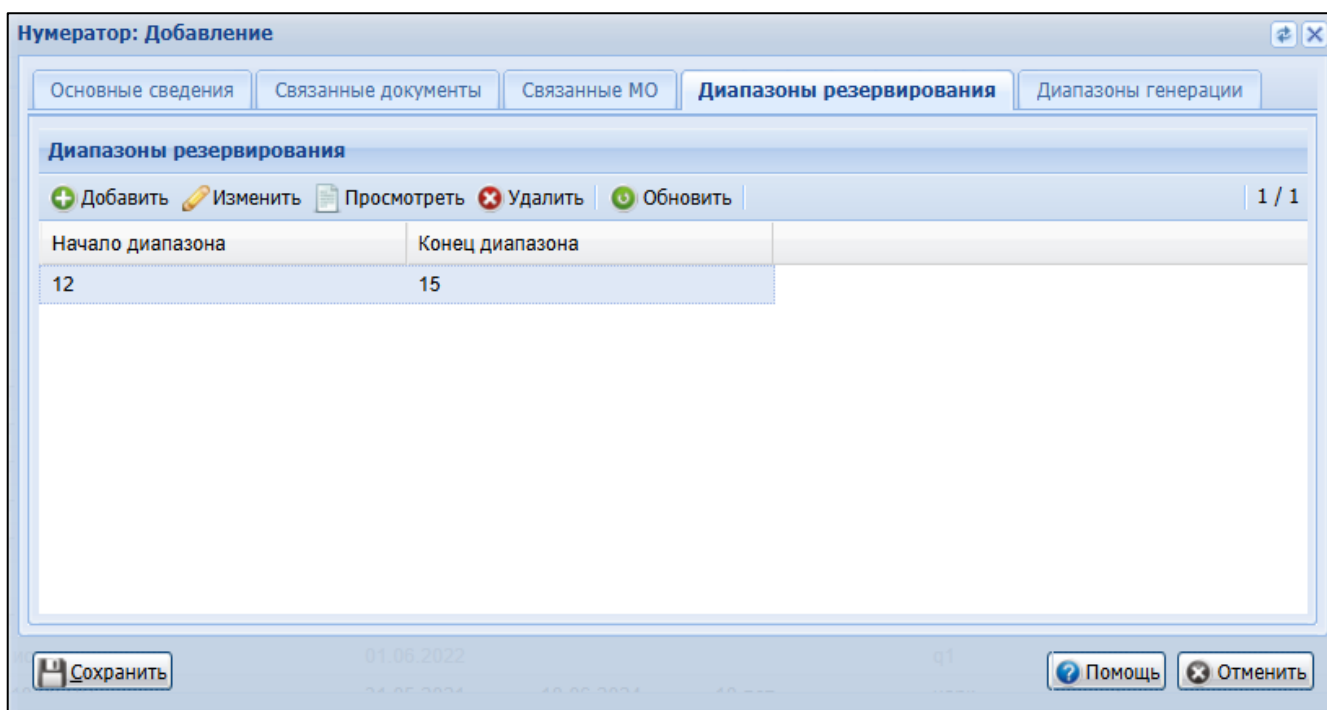 Нумератор: Добавление
Основные сведения Связанные документы Связанные МО Диапазоны резервирования Диапазоны генерации
Диапазоны резервирования
Добавить Изменить Просмотреть Удалить Обновить 1 / 1
Начало диапазона Конец диапазона
12 15
01.06.2022 q1
Сохранить Помощь Отменить